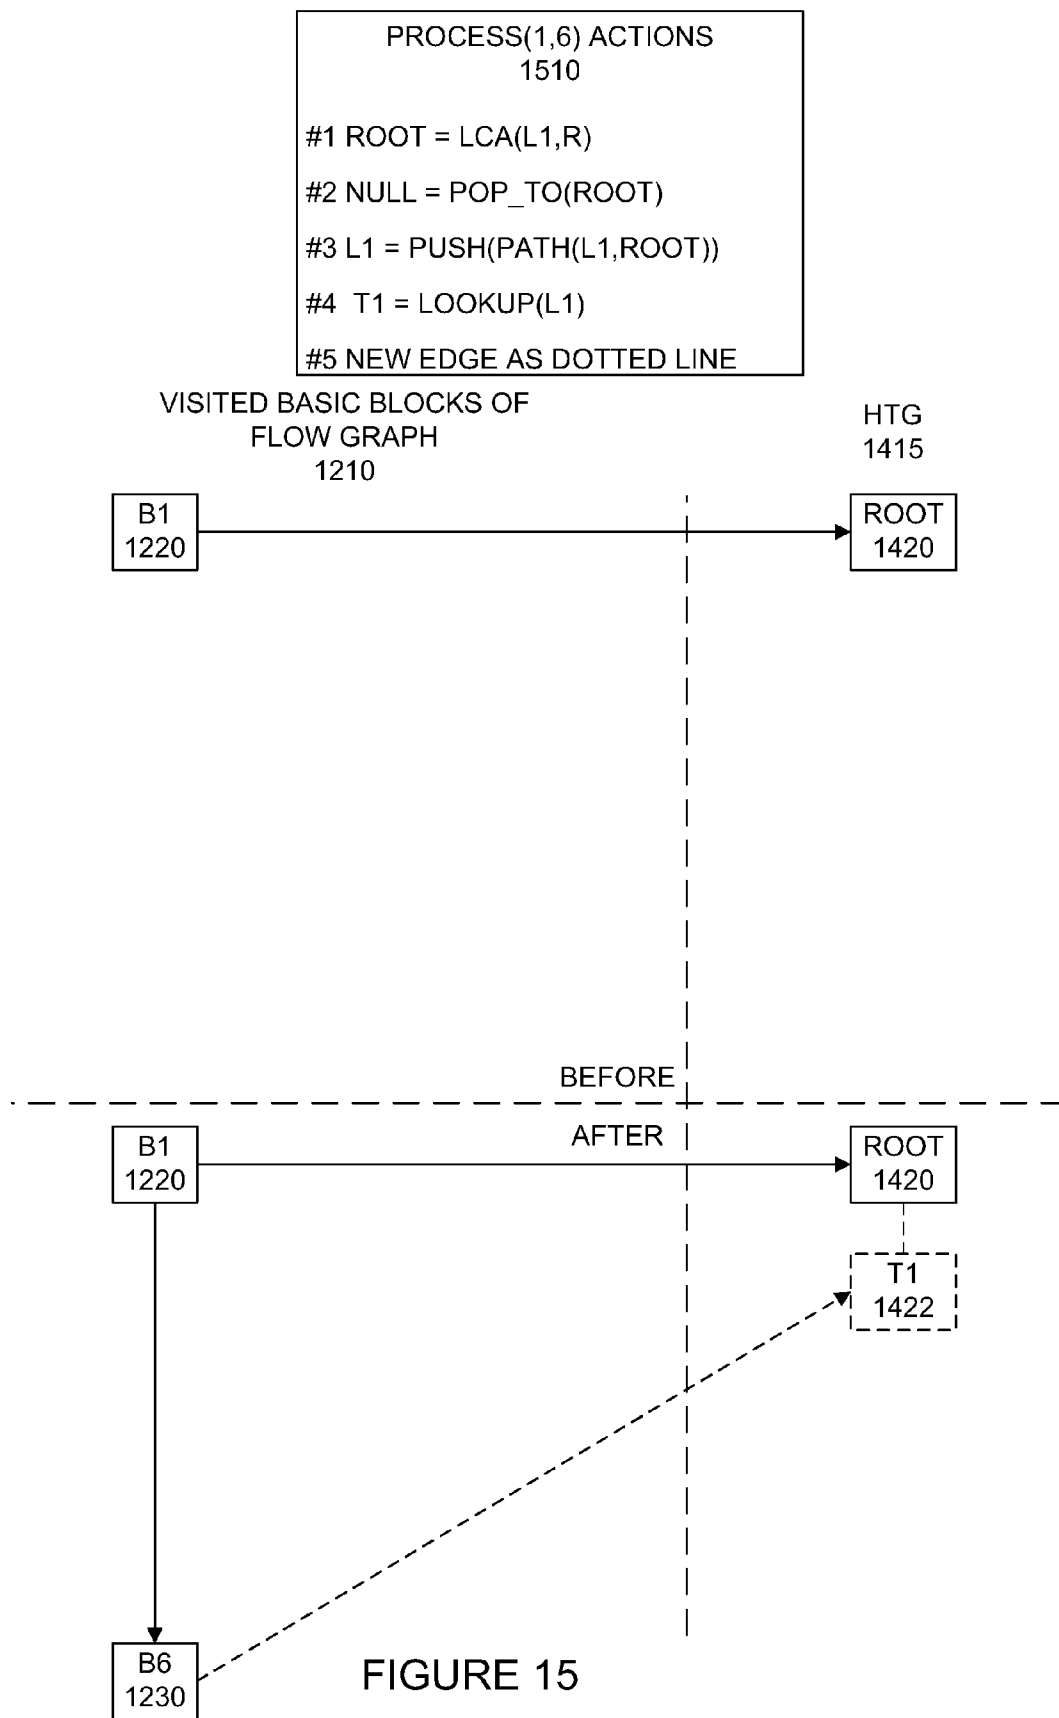 PROCESS(1,6) ACTIONS
1510
#1 ROOT = LCA(L1,R)
#2 NULL = POP_TO(ROOT)
#3 L1 = PUSH(PATH(L1,ROOT))
#4 T1 = LOOKUP(L1)
#5 NEW EDGE AS DOTTED LINE
VISITED BASIC BLOCKS OF
FLOW GRAPH
1210
HTG
1415
B1
1220
ROOT
1420
BEFORE
AFTER
B1
1220
ROOT
1420
T1
1422
B6
1230
FIGURE 15